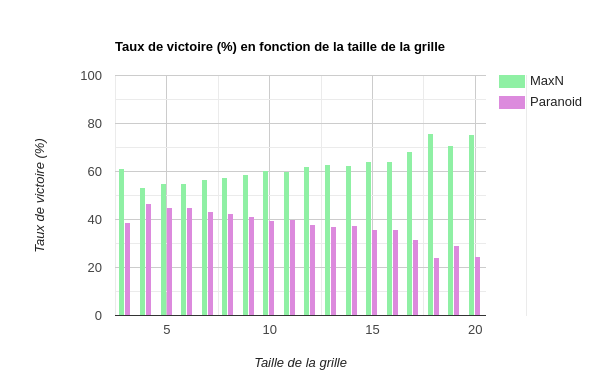 Taux de victoire (%) en fonction de la taille de la grille
MaxN
Paranoid
Taux de victoire (%)
100
80
60
40
20
0
5 10 15 20
Taille de la grille